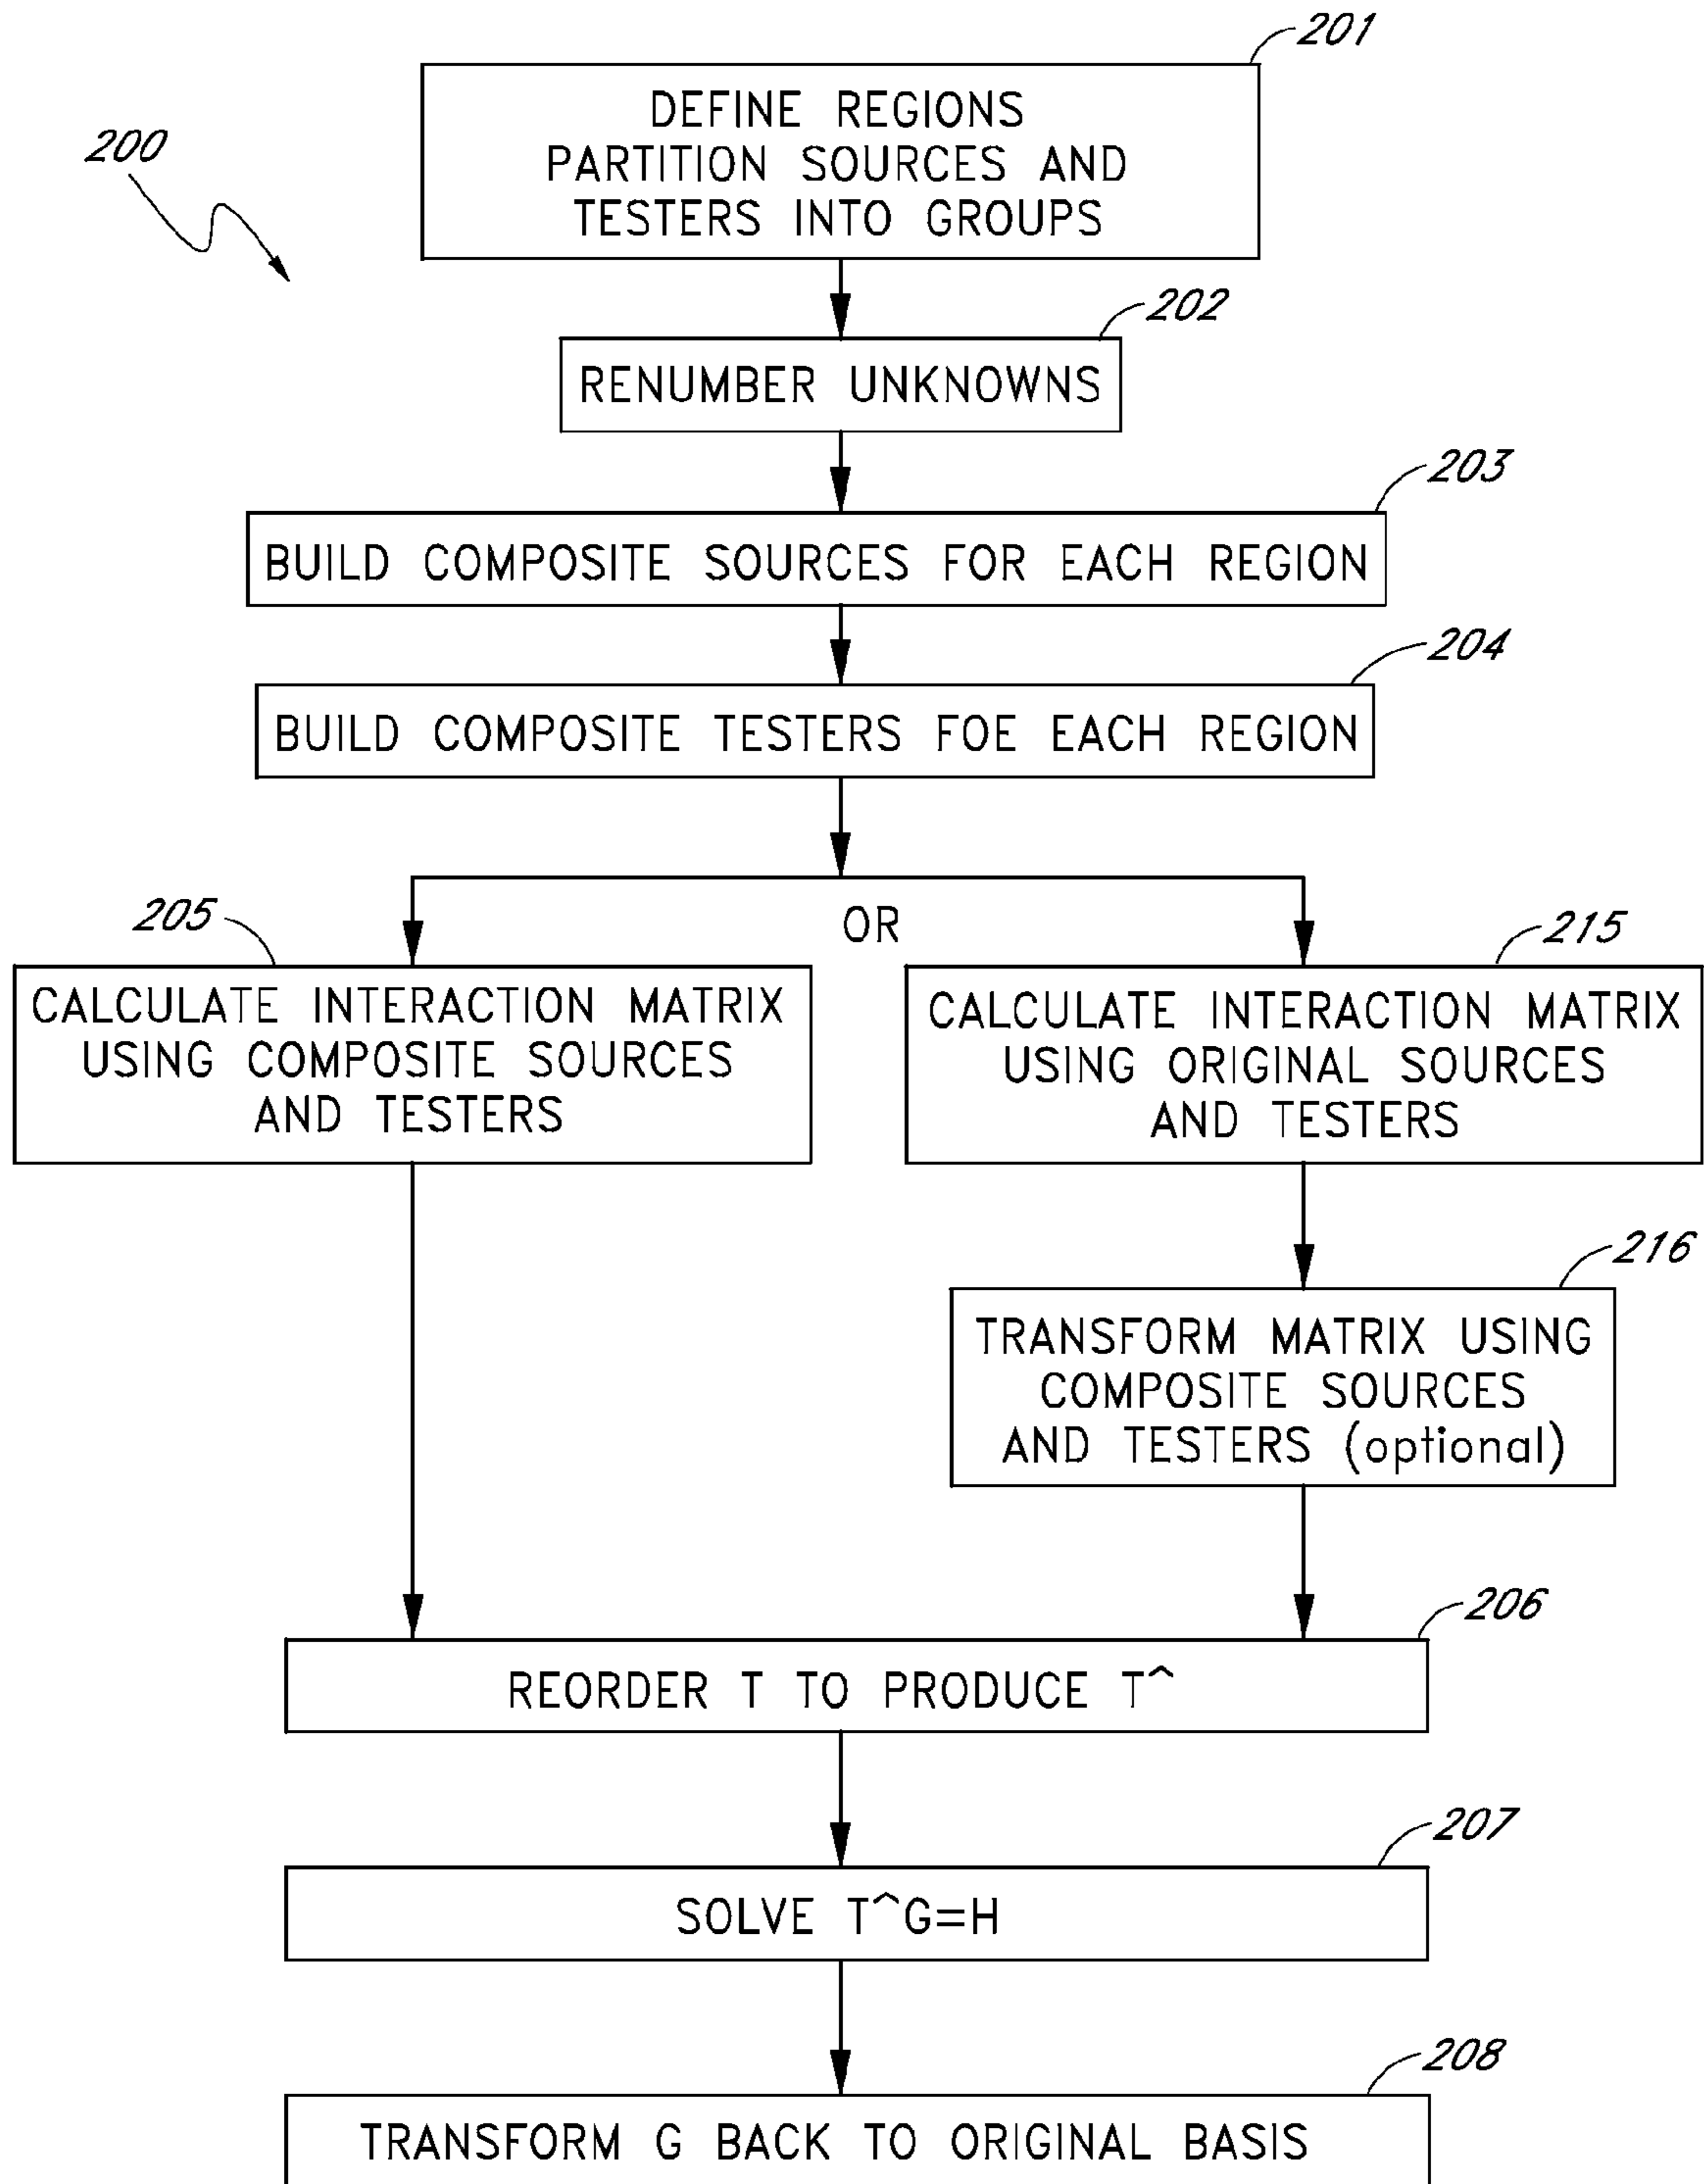 201
DEFINE REGIONS
PARTITION SOURCES AND
TESTERS INTO GROUPS
200
202
RENUMBER UNKNOWNS
203
BUILD COMPOSITE SOURCES FOR EACH REGION
204
BUILD COMPOSITE TESTERS FOE EACH REGION
OR
205
CALCULATE INTERACTION MATRIX
USING COMPOSITE SOURCES
AND TESTERS
215
CALCULATE INTERACTION MATRIX
USING ORIGINAL SOURCES
AND TESTERS
216
TRANSFORM MATRIX USING
COMPOSITE SOURCES
AND TESTERS (optional)
206
REORDER T TO PRODUCE T^
207
SOLVE T^G=H
208
TRANSFORM G BACK TO ORIGINAL BASIS